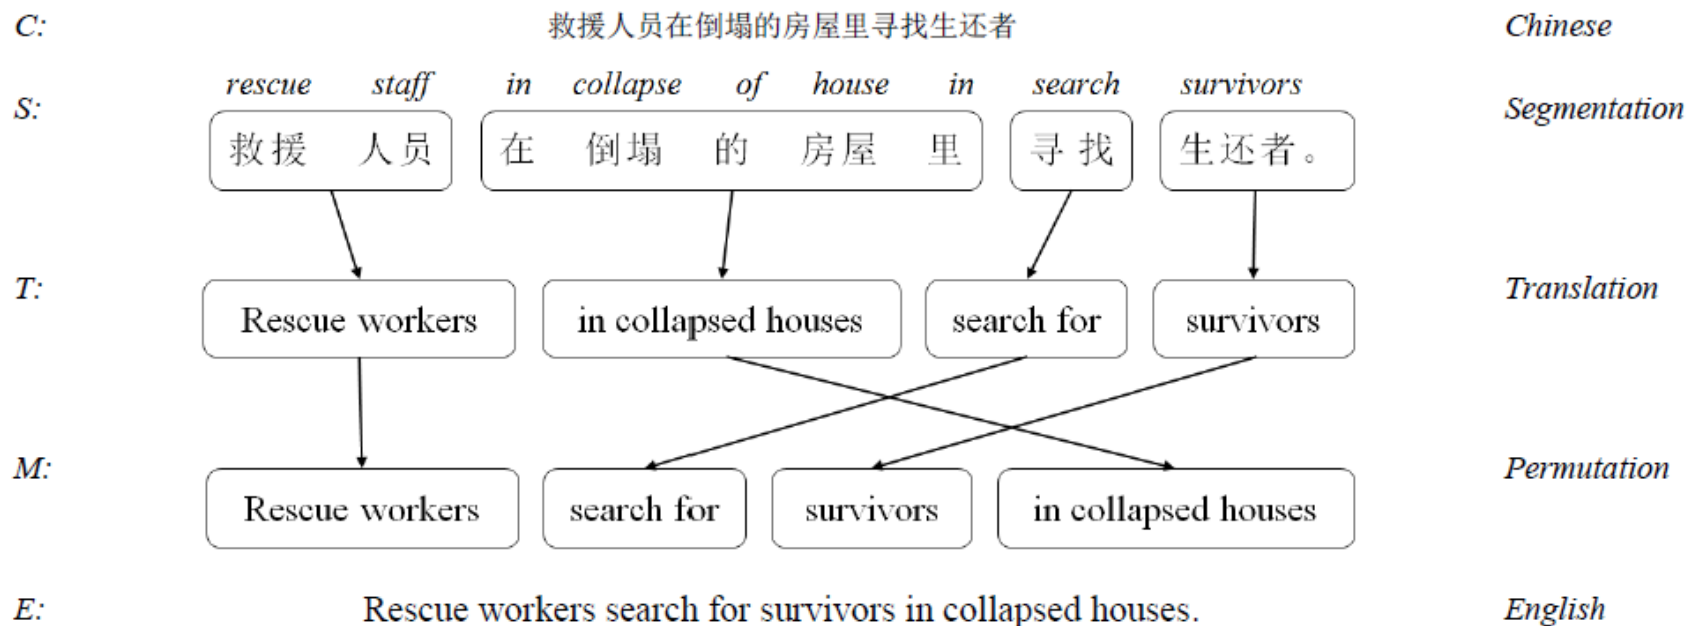 C: 救援人员在倒塌的房屋里寻找生还者 Chinese
rescue staff in collapse of house in search survivors
S: 救援 人员 在 倒塌 的 房屋 里 寻找 生还者。 Segmentation
T: Rescue workers in collapsed houses search for survivors Translation
M: Rescue workers search for survivors in collapsed houses Permutation
E: Rescue workers search for survivors in collapsed houses. English